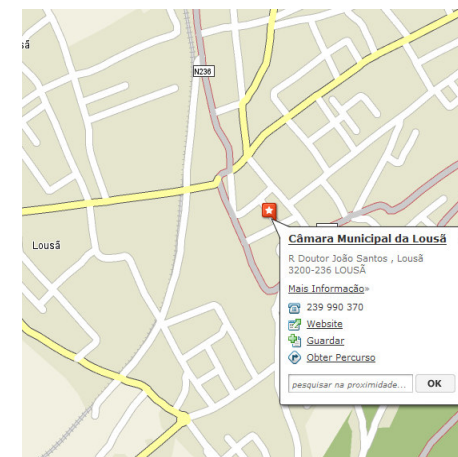 sã
N236
Lousã
Câmara Municipal da Lousã
R Doutor João Santos , Lousã
3200-236 LOUSÃ
Mais Informação»
239 990 370
Website
Guardar
Obter Percurso
pesquisar na proximidade... OK